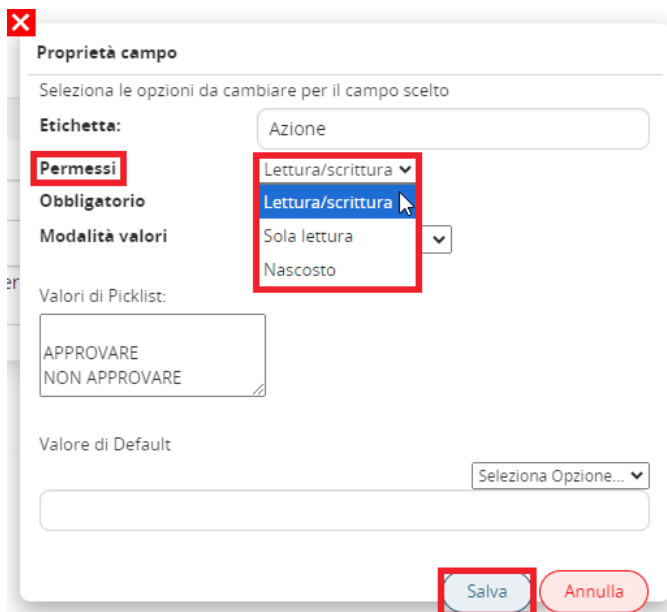 Proprietà campo
Seleziona le opzioni da cambiare per il campo scelto
Etichetta: Azione
Permessi Lettura/scrittura
Obbligatorio Lettura/scrittura
Modalità valori Sola lettura
Nascosto
er
Valori di Picklist:
APPROVARE
NON APPROVARE
Valore di Default
Seleziona Opzione...
Salva Annulla